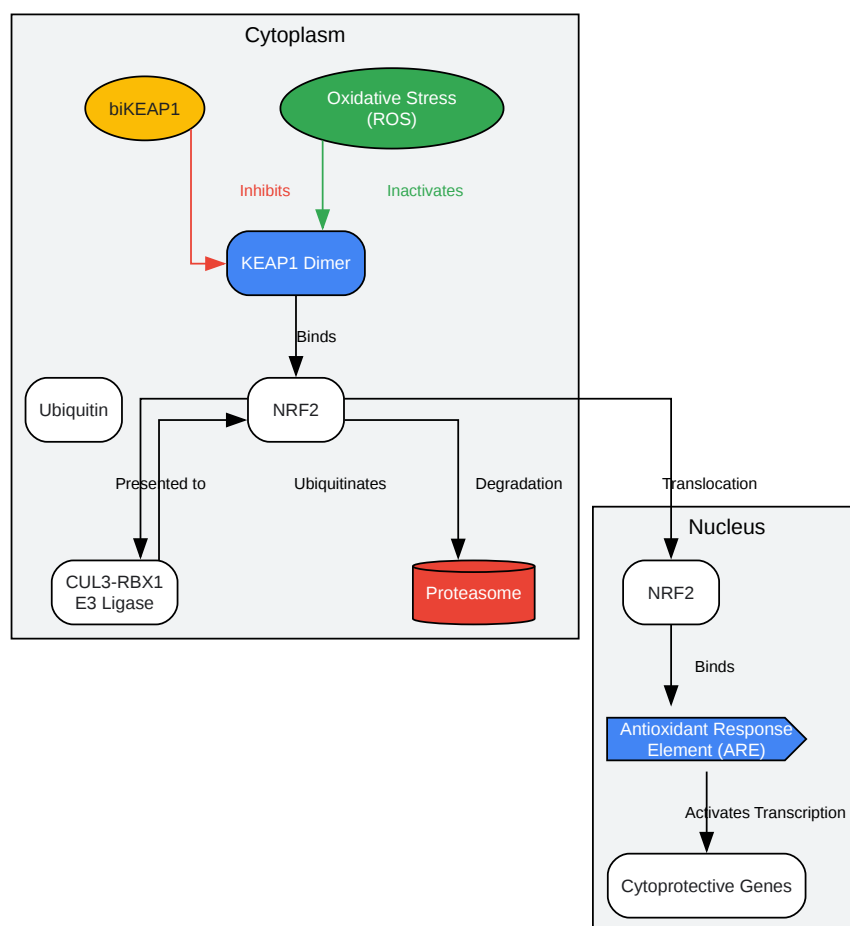 Cytoplasm
biKEAP1
Oxidative Stress
(ROS)
Inhibits
Inactivates
KEAP1 Dimer
Binds
Ubiquitin
NRF2
Presented to
Ubiquitinates
Degradation
Translocation
CUL3-RBX1
E3 Ligase
Proteasome
Nucleus
NRF2
Binds
Antioxidant Response
Element (ARE)
Activates Transcription
Cytoprotective Genes